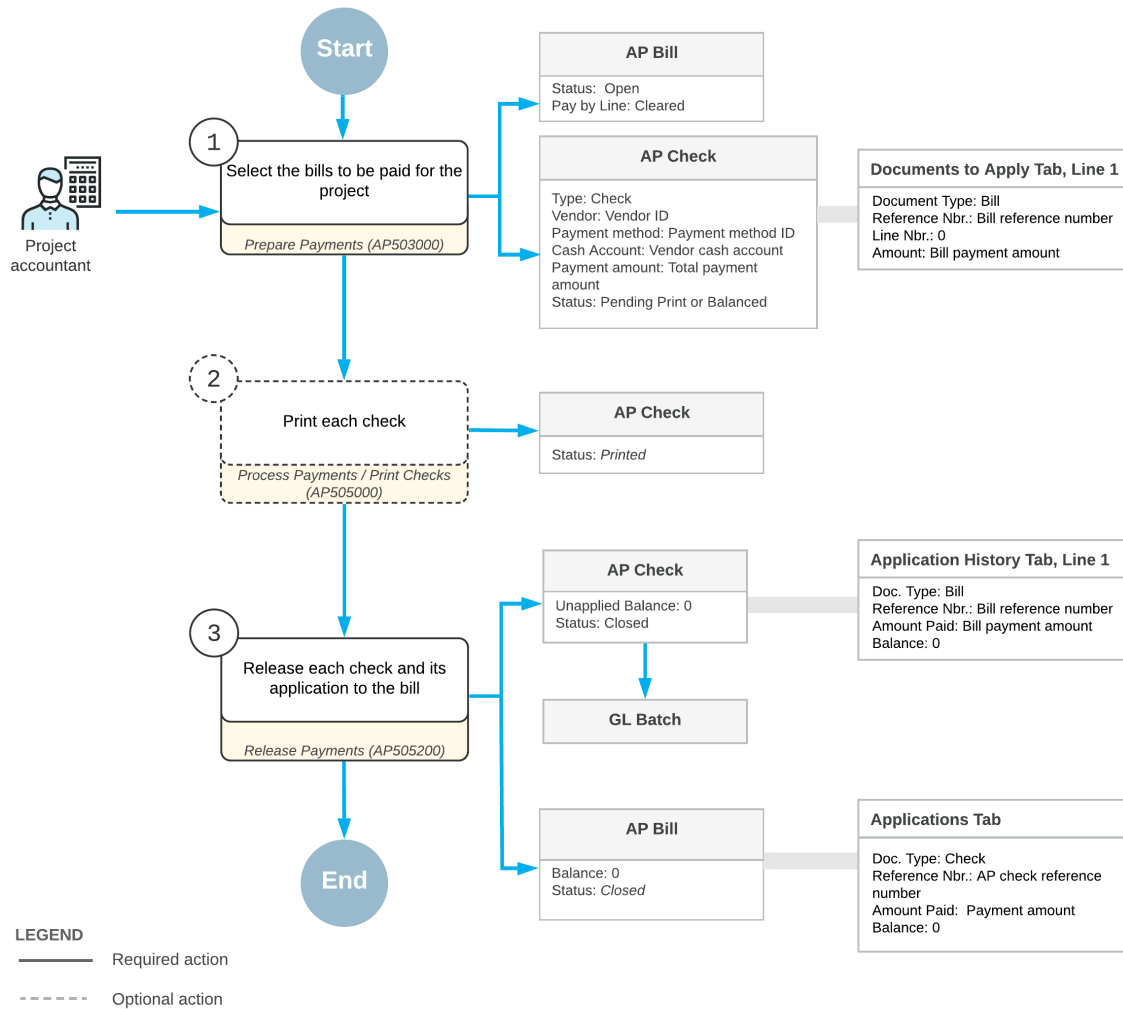 Start
AP Bill
Status:  Open
Pay by Line: Cleared
1
Select the bills to be paid for the
project
Prepare Payments (AP503000)
Project
accountant
AP Check
Type: Check
Vendor: Vendor ID
Payment method: Payment method ID
Cash Account: Vendor cash account
Payment amount: Total payment
amount
Status: Pending Print or Balanced
Documents to Apply Tab, Line 1
Document Type: Bill
Reference Nbr.: Bill reference number
Line Nbr.: 0
Amount: Bill payment amount
2
Print each check
Process Payments / Print Checks
(AP505000)
AP Check
Status: Printed
3
Release each check and its
application to the bill
Release Payments (AP505200)
AP Check
Unapplied Balance: 0
Status: Closed
Application History Tab, Line 1
Doc. Type: Bill
Reference Nbr.: Bill reference number
Amount Paid: Bill payment amount
Balance: 0
GL Batch
AP Bill
Balance: 0
Status: Closed
Applications Tab
Doc. Type: Check
Reference Nbr.: AP check reference
number
Amount Paid:  Payment amount
Balance: 0
End
LEGEND
Required action
Optional action